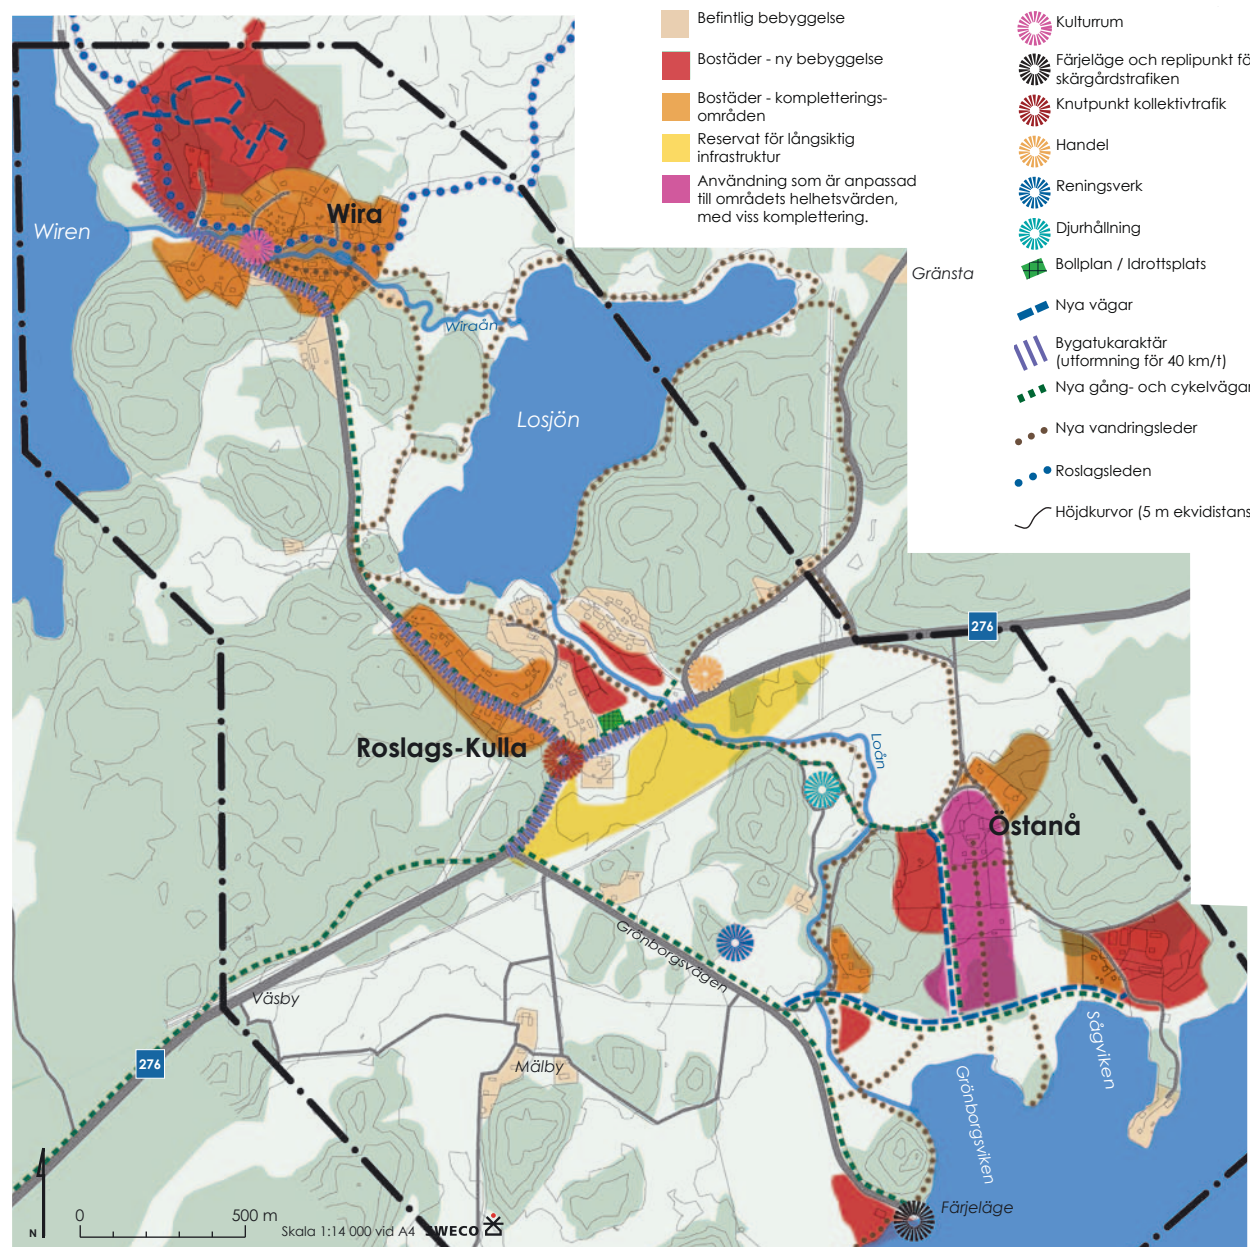 Befintlig bebyggelse
Bostäder - ny bebyggelse
Bostäder - kompletterings-
områden
Reservat för långsiktig
infrastruktur
Användning som är anpassad
till områdets helhetsvärden,
med viss komplettering.
Kulturrum
Färjeläge och replipunkt fö
skärgårdstrafiken
Knutpunkt kollektivtrafik
Handel
Reningsverk
Djurhållning
Bollplan / Idrottsplats
Nya vägar
Bygatukaraktär
(utformning för 40 km/t)
Nya gång- och cykelvägar
Nya vandringsleder
Roslagsleden
Höjdkurvor (5 m ekvidistans
Wira
Wiren
Gränsta
Wiraån
Losjön
276
Roslags-Kulla
Loån
Östanå
Grönborgsvägen
Väsby
276
Mälby
Sågviken
Grönborgsviken
Färjeläge
N
0
500 m
Skala 1:14 000 vid A4
SWECO